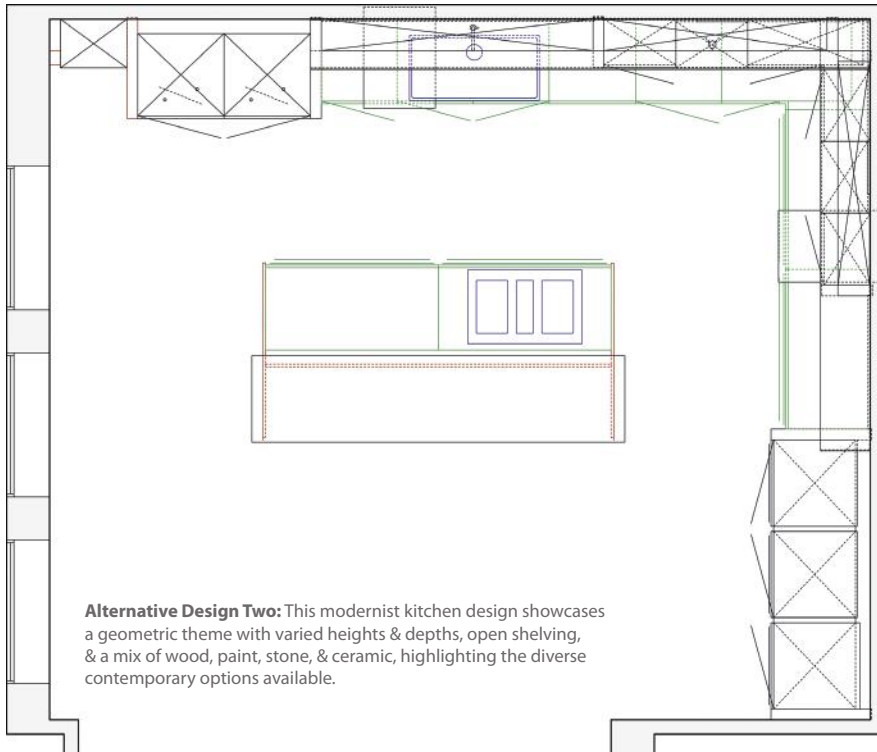 Alternative Design Two: This modernist kitchen design showcases
a geometric theme with varied heights & depths, open shelving,
& a mix of wood, paint, stone, & ceramic, highlighting the diverse
contemporary options available.